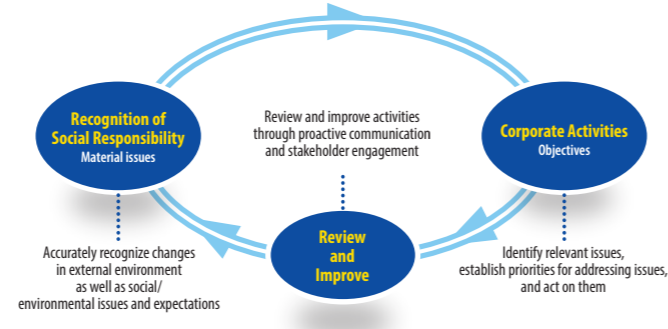 Recognition of
Social Responsibility
Material issues
Accurately recognize changes
in external environment
as well as social/
environmental issues and expectations
Review and improve activities
through proactive communication
and stakeholder engagement
Review
and
Improve
Corporate Activities
Objectives
Identify relevant issues,
establish priorities for addressing issues,
and act on them